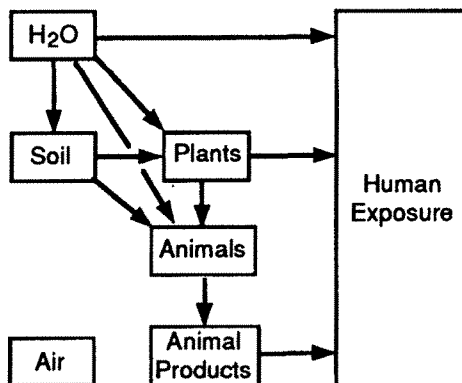 H₂O
Soil
Plants
Human
Exposure
Animals
Air
Animal
Products